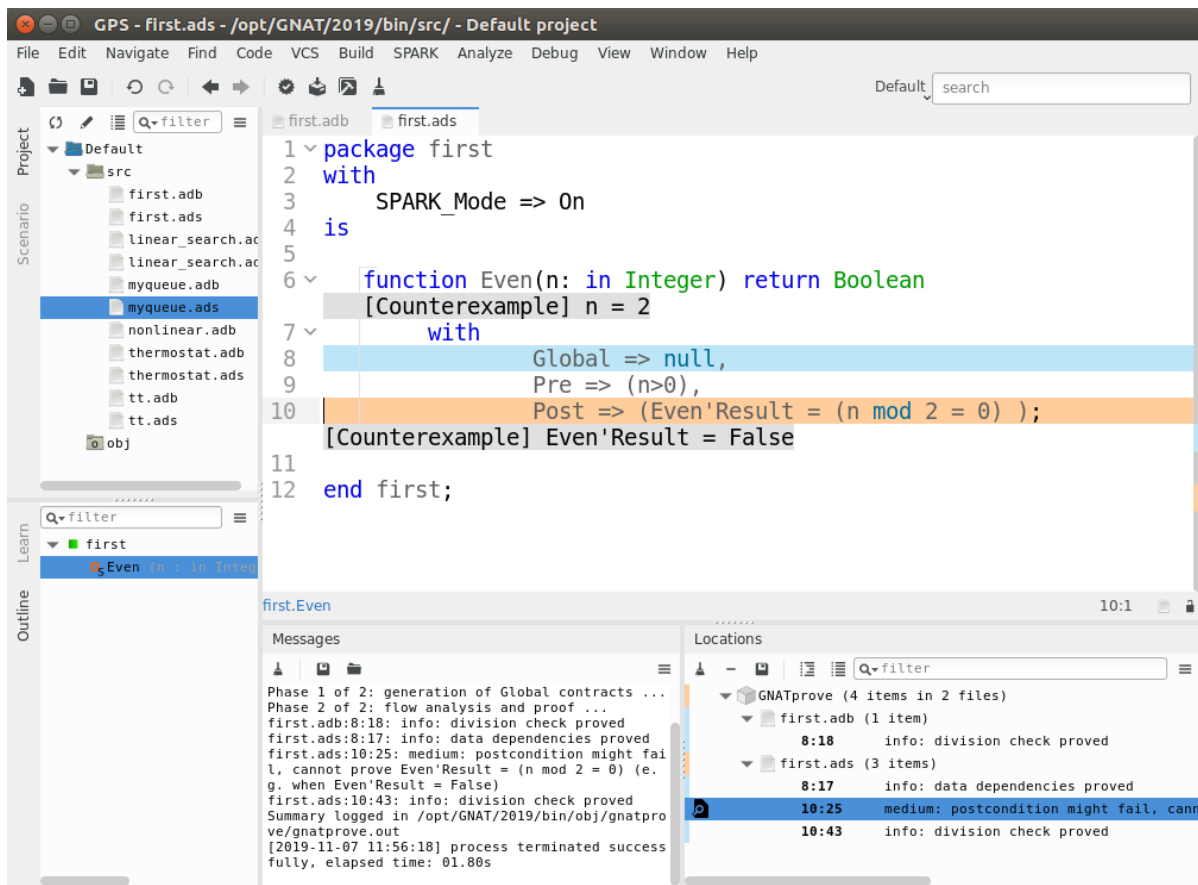 GPS - first.ads - /opt/GNAT/2019/bin/src/ - Default project
File Edit Navigate Find Code VCS Build SPARK Analyze Debug View Window Help
Default search
Project
Scenario
filter
Default
src
first.adb
first.ads
linear_search.ad
linear_search.ad
myqueue.adb
myqueue.ads
nonlinear.adb
thermostat.adb
thermostat.ads
tt.adb
tt.ads
obj
first.adb first.ads
1 package first
2 with
3 SPARK_Mode => On
4 is
5
6 function Even(n: in Integer) return Boolean
[Counterexample] n = 2
7 with
8 Global => null,
9 Pre => (n>0),
10 Post => (Even'Result = (n mod 2 = 0) );
[Counterexample] Even'Result = False
11
12 end first;
Learn
Outline
filter
first
Even (n : in Integ
first.Even 10:1
Messages
Phase 1 of 2: generation of Global contracts ...
Phase 2 of 2: flow analysis and proof ...
first.adb:8:18: info: division check proved
first.ads:8:17: info: data dependencies proved
first.ads:10:25: medium: postcondition might fai
l, cannot prove Even'Result = (n mod 2 = 0) (e.
g. when Even'Result = False)
first.ads:10:43: info: division check proved
Summary logged in /opt/GNAT/2019/bin/obj/gnatpro
ve/gnatprove.out
[2019-11-07 11:56:18] process terminated success
fully, elapsed time: 01.80s
Locations
filter
GNATprove (4 items in 2 files)
first.adb (1 item)
8:18 info: division check proved
first.ads (3 items)
8:17 info: data dependencies proved
10:25 medium: postcondition might fail, cann
10:43 info: division check proved